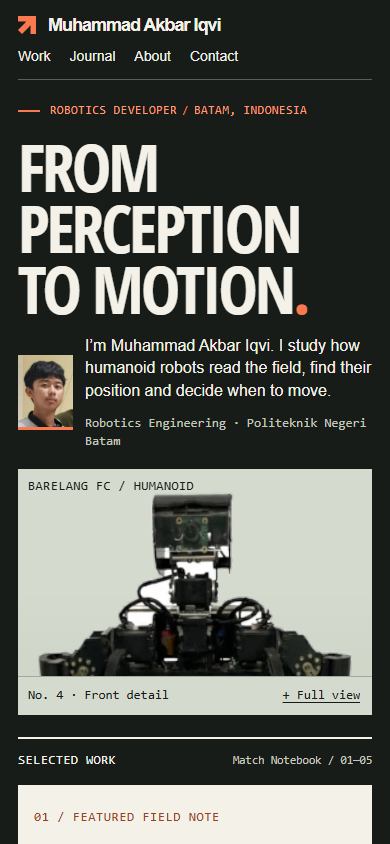 Muhammad Akbar Iqvi
Work Journal About Contact
ROBOTICS DEVELOPER / BATAM, INDONESIA
FROM
PERCEPTION
TO MOTION.
I’m Muhammad Akbar Iqvi. I study how
humanoid robots read the field, find their
position and decide when to move.
Robotics Engineering · Politeknik Negeri
Batam
BARELANG FC / HUMANOID
No. 4 · Front detail + Full view
SELECTED WORK Match Notebook / 01—05
01 / FEATURED FIELD NOTE